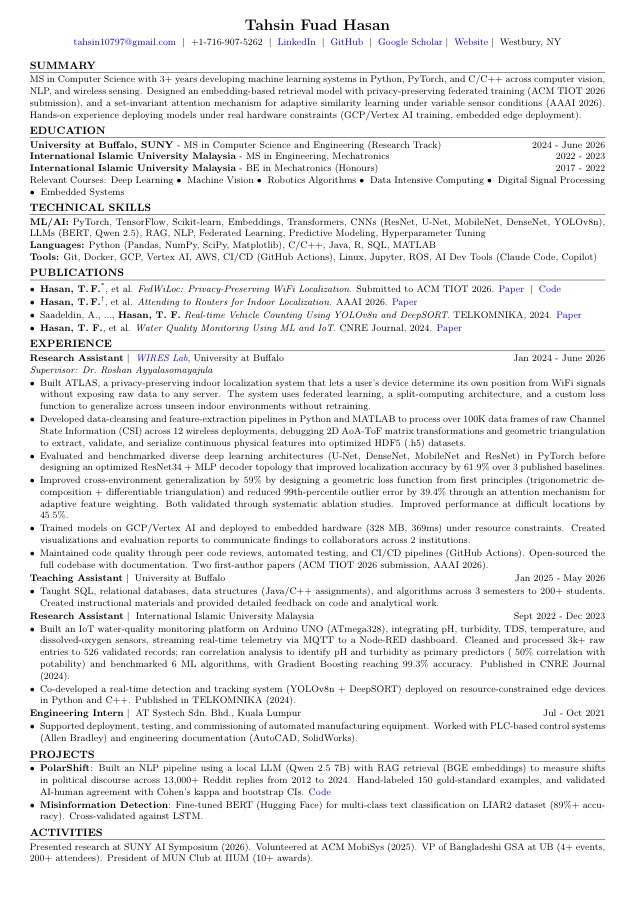 Tahsin Fuad Hasan
tahsin10797@gmail.com | +1-716-907-5262 | LinkedIn | GitHub | Google Scholar | Website | Westbury, NY
SUMMARY
MS in Computer Science with 3+ years developing machine learning systems in Python, PyTorch, and C/C++ across computer vision,
NLP, and wireless sensing. Designed an embedding-based retrieval model with privacy-preserving federated training (ACM TIOT 2026
submission), and a set-invariant attention mechanism for adaptive similarity learning under variable sensor conditions (AAAI 2026).
Hands-on experience deploying models under real hardware constraints (GCP/Vertex AI training, embedded edge deployment).
EDUCATION
University at Buffalo, SUNY - MS in Computer Science and Engineering (Research Track) 2024 - June 2026
International Islamic University Malaysia - MS in Engineering, Mechatronics 2022 - 2023
International Islamic University Malaysia - BE in Mechatronics (Honours) 2017 - 2022
Relevant Courses: Deep Learning ● Machine Vision ● Robotics Algorithms ● Data Intensive Computing ● Digital Signal Processing
● Embedded Systems
TECHNICAL SKILLS
ML/AI: PyTorch, TensorFlow, Scikit-learn, Embeddings, Transformers, CNNs (ResNet, U-Net, MobileNet, DenseNet, YOLOv8n),
LLMs (BERT, Qwen 2.5), RAG, NLP, Federated Learning, Predictive Modeling, Hyperparameter Tuning
Languages: Python (Pandas, NumPy, SciPy, Matplotlib), C/C++, Java, R, SQL, MATLAB
Tools: Git, Docker, GCP, Vertex AI, AWS, CI/CD (GitHub Actions), Linux, Jupyter, ROS, AI Dev Tools (Claude Code, Copilot)
PUBLICATIONS
● Hasan, T. F.*, et al. FedWiLoc: Privacy-Preserving WiFi Localization. Submitted to ACM TIOT 2026. Paper | Code
● Hasan, T. F.†, et al. Attending to Routers for Indoor Localization. AAAI 2026. Paper
● Saadeldin, A., ..., Hasan, T. F. Real-time Vehicle Counting Using YOLOv8n and DeepSORT. TELKOMNIKA, 2024. Paper
● Hasan, T. F., et al. Water Quality Monitoring Using ML and IoT. CNRE Journal, 2024. Paper
EXPERIENCE
Research Assistant | WIRES Lab, University at Buffalo Jan 2024 - June 2026
Supervisor: Dr. Roshan Ayyalasomayajula
● Built ATLAS, a privacy-preserving indoor localization system that lets a user's device determine its own position from WiFi signals
without exposing raw data to any server. The system uses federated learning, a split-computing architecture, and a custom loss
function to generalize across unseen indoor environments without retraining.
● Developed data-cleansing and feature-extraction pipelines in Python and MATLAB to process over 100K data frames of raw Channel
State Information (CSI) across 12 wireless deployments, debugging 2D AoA-ToF matrix transformations and geometric triangulation
to extract, validate, and serialize continuous physical features into optimized HDF5 (.h5) datasets.
● Evaluated and benchmarked diverse deep learning architectures (U-Net, DenseNet, MobileNet and ResNet) in PyTorch before
designing an optimized ResNet34 + MLP decoder topology that improved localization accuracy by 61.9% over 3 published baselines.
● Improved cross-environment generalization by 59% by designing a geometric loss function from first principles (trigonometric de-
composition + differentiable triangulation) and reduced 99th-percentile outlier error by 39.4% through an attention mechanism for
adaptive feature weighting. Both validated through systematic ablation studies. Improved performance at difficult locations by
45.5%.
● Trained models on GCP/Vertex AI and deployed to embedded hardware (328 MB, 369ms) under resource constraints. Created
visualizations and evaluation reports to communicate findings to collaborators across 2 institutions.
● Maintained code quality through peer code reviews, automated testing, and CI/CD pipelines (GitHub Actions). Open-sourced the
full codebase with documentation. Two first-author papers (ACM TIOT 2026 submission, AAAI 2026).
Teaching Assistant | University at Buffalo Jan 2025 - May 2026
● Taught SQL, relational databases, data structures (Java/C++ assignments), and algorithms across 3 semesters to 200+ students.
Created instructional materials and provided detailed feedback on code and analytical work.
Research Assistant | International Islamic University Malaysia Sept 2022 - Dec 2023
● Built an IoT water-quality monitoring platform on Arduino UNO (ATmega328), integrating pH, turbidity, TDS, temperature, and
dissolved-oxygen sensors, streaming real-time telemetry via MQTT to a Node-RED dashboard. Cleaned and processed 3k+ raw
entries to 526 validated records; ran correlation analysis to identify pH and turbidity as primary predictors ( 50% correlation with
potability) and benchmarked 6 ML algorithms, with Gradient Boosting reaching 99.3% accuracy. Published in CNRE Journal
(2024).
● Co-developed a real-time detection and tracking system (YOLOv8n + DeepSORT) deployed on resource-constrained edge devices
in Python and C++. Published in TELKOMNIKA (2024).
Engineering Intern | AT Systech Sdn. Bhd., Kuala Lumpur Jul - Oct 2021
● Supported deployment, testing, and commissioning of automated manufacturing equipment. Worked with PLC-based control systems
(Allen Bradley) and engineering documentation (AutoCAD, SolidWorks).
PROJECTS
● PolarShift: Built an NLP pipeline using a local LLM (Qwen 2.5 7B) with RAG retrieval (BGE embeddings) to measure shifts
in political discourse across 13,000+ Reddit replies from 2012 to 2024. Hand-labeled 150 gold-standard examples, and validated
AI-human agreement with Cohen's kappa and bootstrap CIs. Code
● Misinformation Detection: Fine-tuned BERT (Hugging Face) for multi-class text classification on LIAR2 dataset (89%+ accu-
racy). Cross-validated against LSTM.
ACTIVITIES
Presented research at SUNY AI Symposium (2026). Volunteered at ACM MobiSys (2025). VP of Bangladeshi GSA at UB (4+ events,
200+ attendees). President of MUN Club at IIUM (10+ awards).